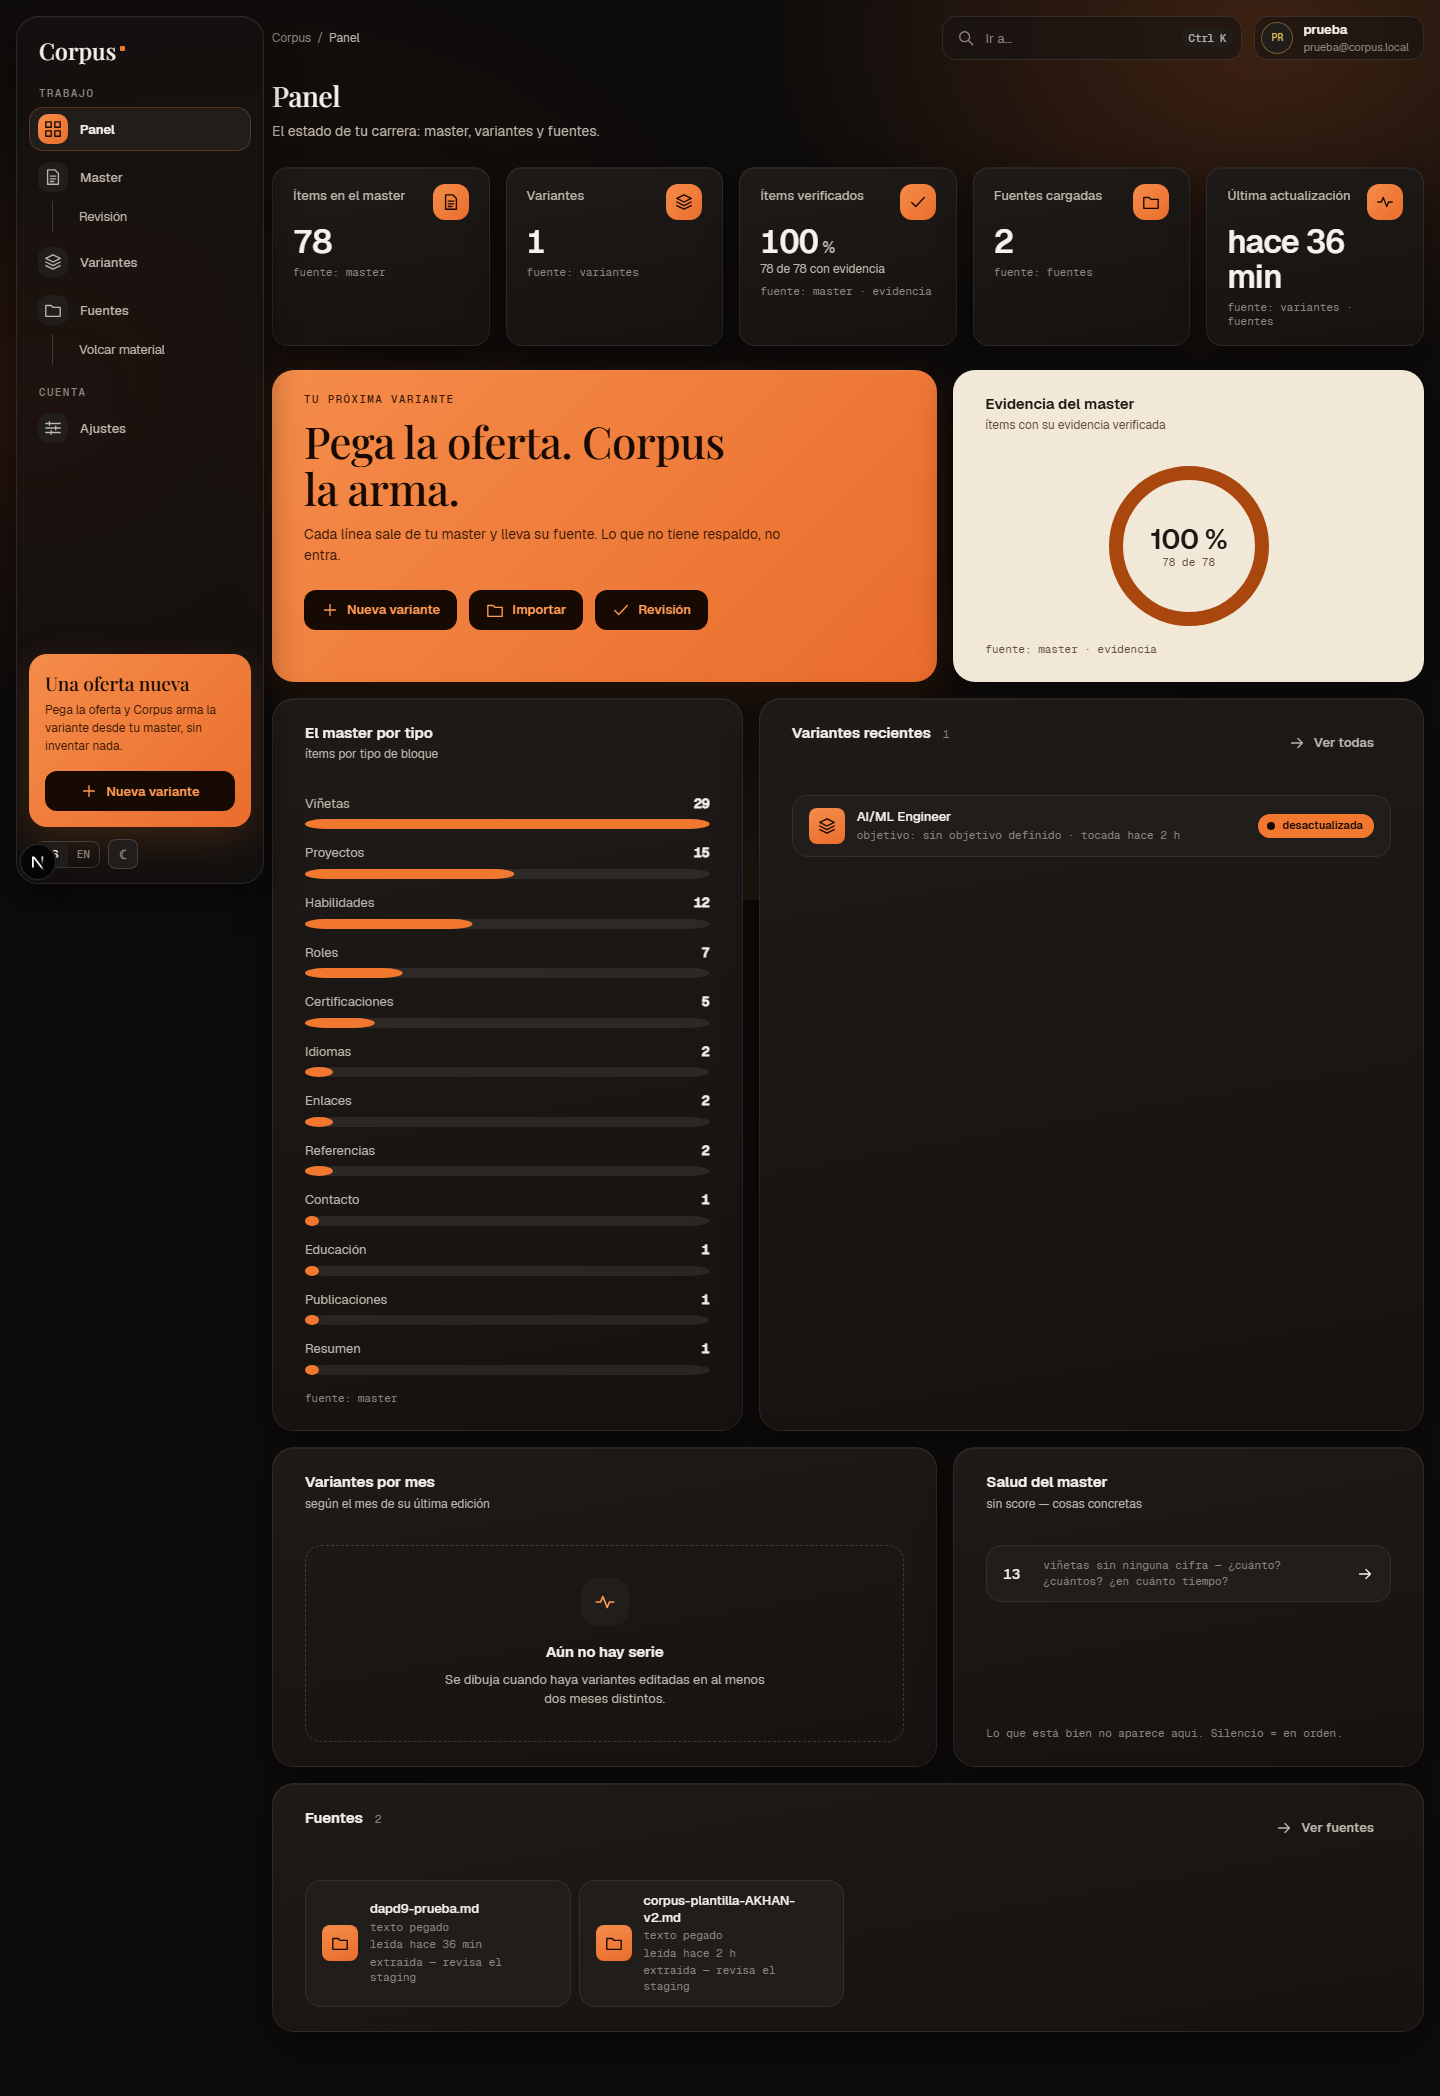 Corpus
TRABAJO
Panel
Master
Revisión
Variantes
Fuentes
Volcar material
CUENTA
Ajustes
Una oferta nueva
Pega la oferta y Corpus arma la
variante desde tu master, sin
inventar nada.
Nueva variante
EN
Corpus / Panel
Ir a...
Ctrl K
PR
prueba
prueba@corpus.local
Panel
El estado de tu carrera: master, variantes y fuentes.
Ítems en el master
78
fuente: master
Variantes
1
fuente: variantes
Ítems verificados
100 %
78 de 78 con evidencia
fuente: master · evidencia
Fuentes cargadas
2
fuente: fuentes
Última actualización
hace 36
min
fuente: variantes ·
fuentes
TU PRÓXIMA VARIANTE
Pega la oferta. Corpus
la arma.
Cada línea sale de tu master y lleva su fuente. Lo que no tiene respaldo, no
entra.
Nueva variante
Importar
Revisión
Evidencia del master
ítems con su evidencia verificada
100 %
78 de 78
fuente: master · evidencia
El master por tipo
ítems por tipo de bloque
Viñetas 29
Proyectos 15
Habilidades 12
Roles 7
Certificaciones 5
Idiomas 2
Enlaces 2
Referencias 2
Contacto 1
Educación 1
Publicaciones 1
Resumen 1
fuente: master
Variantes recientes 1
Ver todas
AI/ML Engineer
objetivo: sin objetivo definido · tocada hace 2 h
desactualizada
Variantes por mes
según el mes de su última edición
Aún no hay serie
Se dibuja cuando haya variantes editadas en al menos
dos meses distintos.
Salud del master
sin score — cosas concretas
13
viñetas sin ninguna cifra — ¿cuánto?
¿cuántos? ¿en cuánto tiempo?
Lo que está bien no aparece aquí. Silencio = en orden.
Fuentes 2
Ver fuentes
dapd9-prueba.md
texto pegado
leída hace 36 min
extraída — revisa el
staging
corpus-plantilla-AKHAN-
v2.md
texto pegado
leída hace 2 h
extraída — revisa el
staging